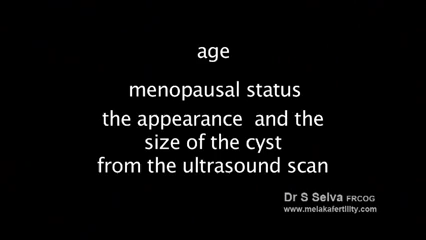 age
menopausal status
the appearance and the
size of the cyst
from the ultrasound scan
Dr S Selva FRCOG
www.melakafertility.com